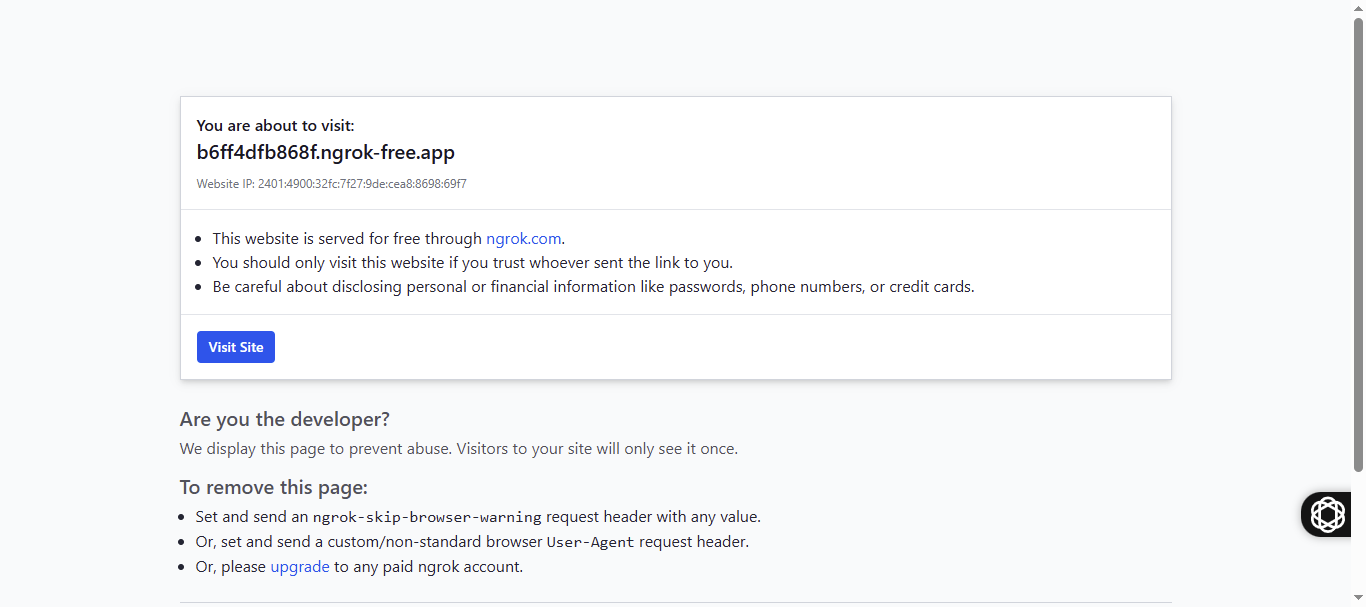 You are about to visit:
b6ff4dfb868f.ngrok-free.app
Website IP: 2401:4900:32fc:7f27:9de:cea8:8698:69f7
This website is served for free through ngrok.com.
You should only visit this website if you trust whoever sent the link to you.
Be careful about disclosing personal or financial information like passwords, phone numbers, or credit cards.
Visit Site
Are you the developer?
We display this page to prevent abuse. Visitors to your site will only see it once.
To remove this page:
Set and send an ngrok-skip-browser-warning request header with any value.
Or, set and send a custom/non-standard browser User-Agent request header.
Or, please upgrade to any paid ngrok account.